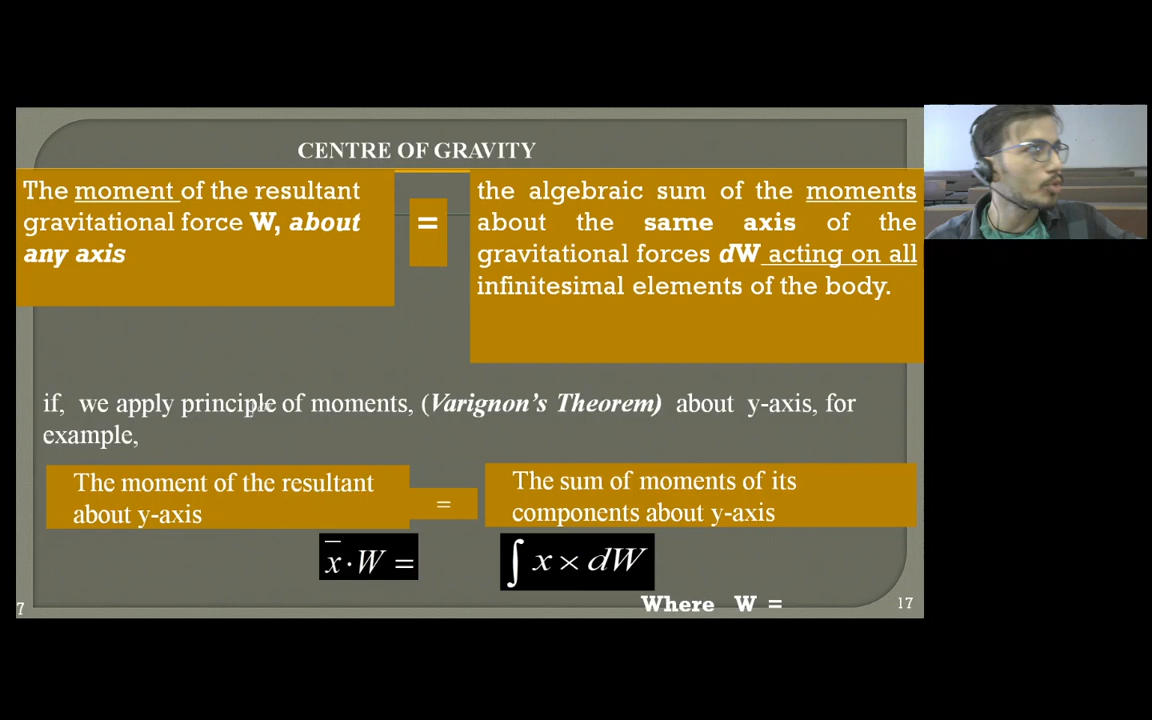 CENTRE OF GRAVITY
The moment of the resultant
gravitational force W, about
any axis
=
the algebraic sum of the moments
about the same axis of the
gravitational forces dW acting on all
infinitesimal elements of the body.
if, we apply principle of moments, (Varignon's Theorem) about y-axis, for
example,
The moment of the resultant
about y-axis
=
The sum of moments of its
components about y-axis
x̅·W =
∫ x × dW
Where W =
7
17